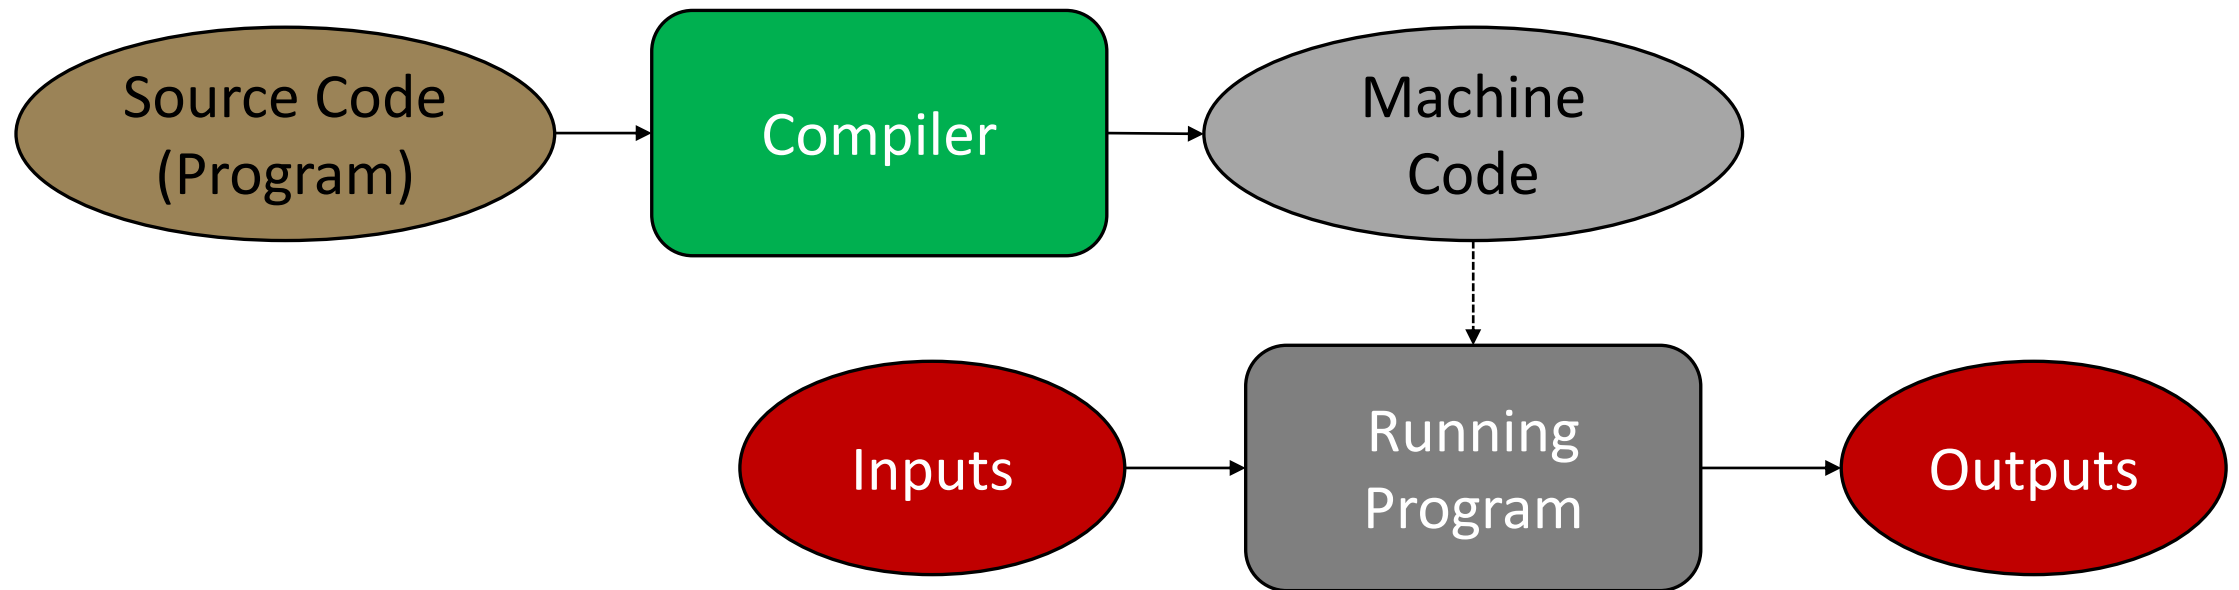 Source Code
(Program)
Compiler
Machine
Code
Inputs
Running
Program
Outputs